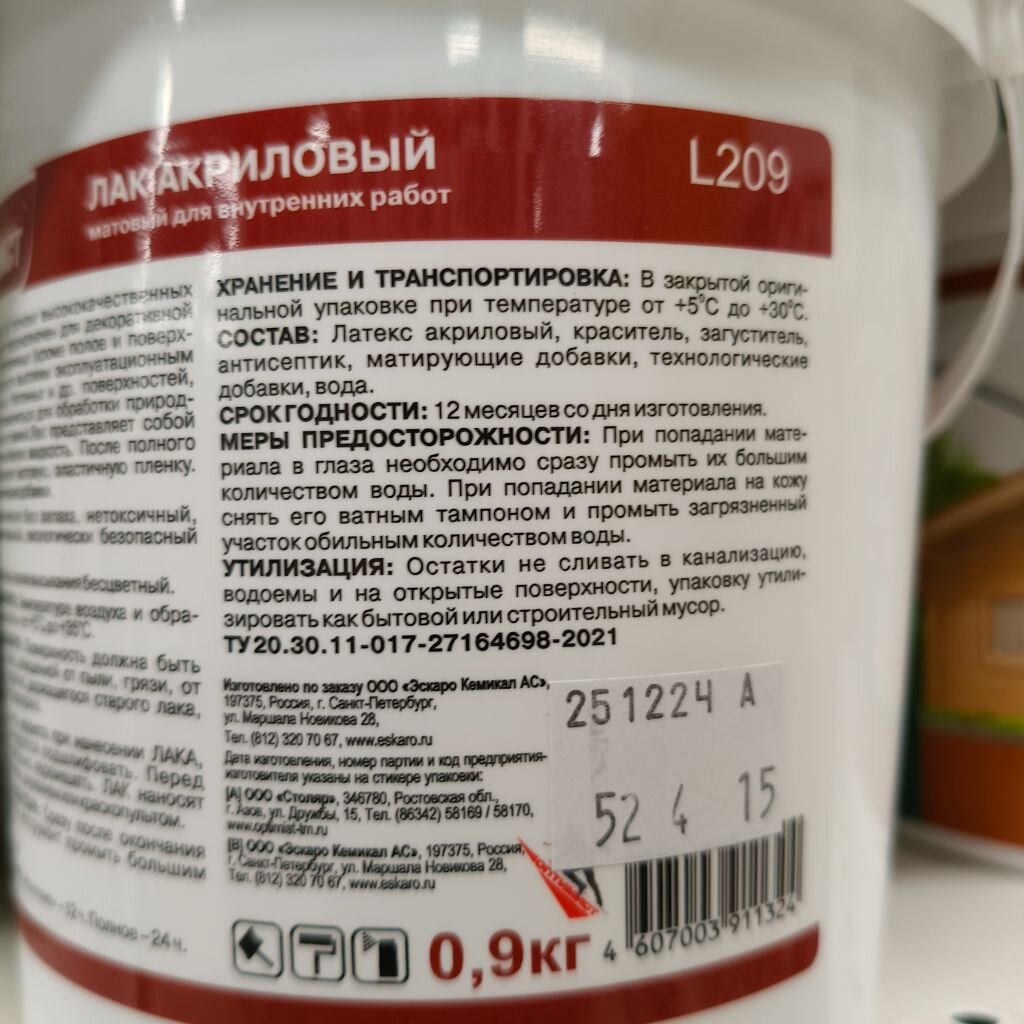 ЛАК АКРИЛОВЫЙ
матовый для внутренних работ
L209
высококачественных
для декоративной
кроме полов и поверх-
эксплуатационным
и др. поверхностей,
для обработки природ-
представляет собой
После полного
эластичную пленку.
без запаха, нетоксичный,
экологически безопасный
бесцветный.
температура воздуха и обра-
должна быть
от пыли, грязи, от
старого лака,
при нанесении ЛАКА,
Перед
ЛАК наносят
краскопультом.
Сразу после окончания
промыть большим
– 12 ч. Полное – 24 ч.
ХРАНЕНИЕ И ТРАНСПОРТИРОВКА: В закрытой ориги-
нальной упаковке при температуре от +5°С до +30°С.
СОСТАВ: Латекс акриловый, краситель, загуститель,
антисептик, матирующие добавки, технологические
добавки, вода.
СРОК ГОДНОСТИ: 12 месяцев со дня изготовления.
МЕРЫ ПРЕДОСТОРОЖНОСТИ: При попадании мате-
риала в глаза необходимо сразу промыть их большим
количеством воды. При попадании материала на кожу
снять его ватным тампоном и промыть загрязненный
участок обильным количеством воды.
УТИЛИЗАЦИЯ: Остатки не сливать в канализацию,
водоемы и на открытые поверхности, упаковку утили-
зировать как бытовой или строительный мусор.
ТУ 20.30.11-017-27164698-2021
Изготовлено по заказу ООО «Эскаро Кемикал АС»,
197375, Россия, г. Санкт-Петербург,
ул. Маршала Новикова 28,
Тел. (812) 320 70 67, www.eskaro.ru
Дата изготовления, номер партии и код предприятия-
изготовителя указаны на стикере упаковки:
[А] ООО «Столяр», 346780, Ростовская обл.,
г. Азов, ул. Дружбы, 15, Тел. (86342) 58169 / 58170,
www.optimist-tm.ru
[В] ООО «Эскаро Кемикал АС», 197375, Россия,
г. Санкт-Петербург, ул. Маршала Новикова 28,
Тел. (812) 320 70 67, www.eskaro.ru
251224 A
52 4 15
0,9кг
4 607003 911324